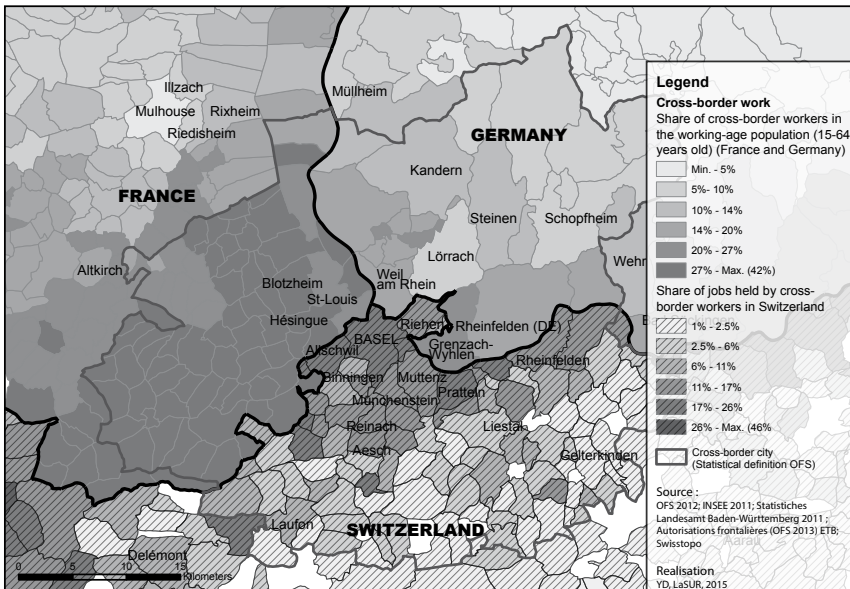 Illzach
Mulhouse
Rixheim
Riedisheim
Müllheim
GERMANY
Kandern
FRANCE
Steinen
Schopfheim
Altkirch
Lörrach
Wehr
Blotzheim
Weil
am Rhein
St-Louis
Hésingue
Riehen
Rheinfelden (DE)
BASEL
Grenzach-
Wyhlen
Allschwil
Rheinfelden
Binningen
Muttenz
Pratteln
Münchenstein
Reinach
Liestal
Aesch
Gelterkinden
Laufon
SWITZERLAND
Delémont
0 5 10 15
Kilometers
Legend
Cross-border work
Share of cross-border workers in
the working-age population (15-64
years old) (France and Germany)
Min. - 5%
5%- 10%
10% - 14%
14% - 20%
20% - 27%
27% - Max. (42%)
Share of jobs held by cross-
border workers in Switzerland
1% - 2.5%
2.5% - 6%
6% - 11%
11% - 17%
17% - 26%
26% - Max. (46%)
Cross-border city
(Statistical definition OFS)
Source :
OFS 2012; INSEE 2011; Statistiches
Landesamt Baden-Württemberg 2011 ;
Autorisations frontalières (OFS 2013) ETB;
Swisstopo
Realisation
YD, LaSUR, 2015